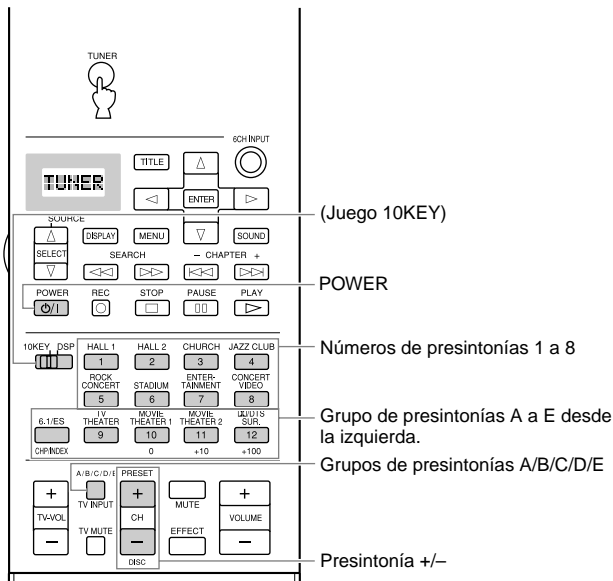 TUNER
6CH INPUT
TITLE
TUNER
ENTER
(Juego 10KEY)
SOURCE
SELECT
DISPLAY MENU SOUND
SEARCH – CHAPTER +
POWER
POWER REC STOP PAUSE PLAY
10KEY DSP
HALL 1 HALL 2 CHURCH JAZZ CLUB
Números de presintonías 1 a 8
1 2 3 4
ROCK CONCERT STADIUM ENTER- TAINMENT CONCERT VIDEO
5 6 7 8
6.1/ES TV THEATER MOVIE THEATER 1 MOVIE THEATER 2 /DTS SUR.
Grupo de presintonías A a E desde
la izquierda.
9 10 11 12
CHP/INDEX 0 +10 +100
Grupos de presintonías A/B/C/D/E
A/B/C/D/E PRESET
+ TV INPUT + MUTE +
TV-VOL CH VOLUME
TV MUTE EFFECT
– – –
DISC
Presintonía +/–